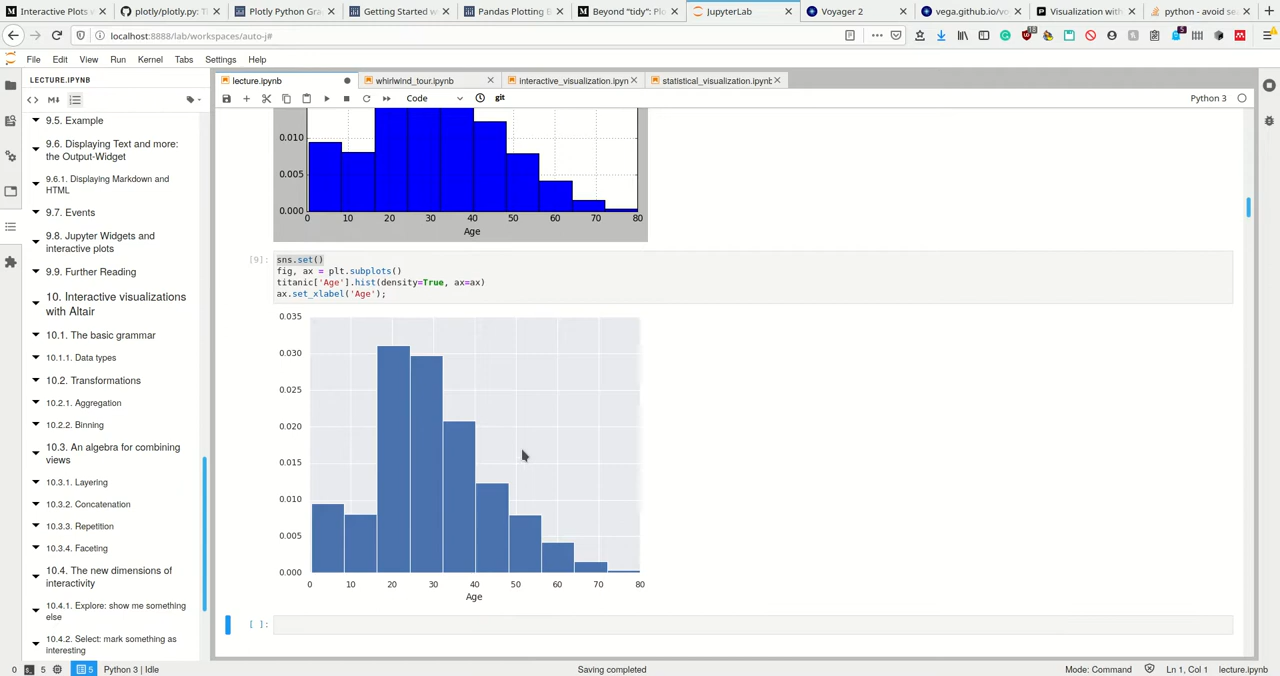 Interactive Plots w
plotly/plotly.py: T
Plotly Python Gra
Getting Started w
Pandas Plotting B
Beyond “tidy”: Plo
JupyterLab
Voyager 2
vega.github.io/vo
Visualization with
python - avoid se
localhost:8888/lab/workspaces/auto-j#
File Edit View Run Kernel Tabs Settings Help
LECTURE.IPYNB
lecture.ipynb
whirlwind_tour.ipynb
interactive_visualization.ipyn
statistical_visualization.ipynb
Code
git
Python 3
9.5. Example
9.6. Displaying Text and more:
the Output-Widget
9.6.1. Displaying Markdown and
HTML
9.7. Events
9.8. Jupyter Widgets and
interactive plots
9.9. Further Reading
10. Interactive visualizations
with Altair
10.1. The basic grammar
10.1.1. Data types
10.2. Transformations
10.2.1. Aggregation
10.2.2. Binning
10.3. An algebra for combining
views
10.3.1. Layering
10.3.2. Concatenation
10.3.3. Repetition
10.3.4. Faceting
10.4. The new dimensions of
interactivity
10.4.1. Explore: show me something
else
10.4.2. Select: mark something as
interesting
0.010
0.005
0.000
0 10 20 30 40 50 60 70 80
Age
[9]:
sns.set()
fig, ax = plt.subplots()
titanic['Age'].hist(density=True, ax=ax)
ax.set_xlabel('Age');
0.035
0.030
0.025
0.020
0.015
0.010
0.005
0.000
0 10 20 30 40 50 60 70 80
Age
[ ]:
0 5 5 Python 3 | Idle
Saving completed
Mode: Command
Ln 1, Col 1
lecture.ipynb